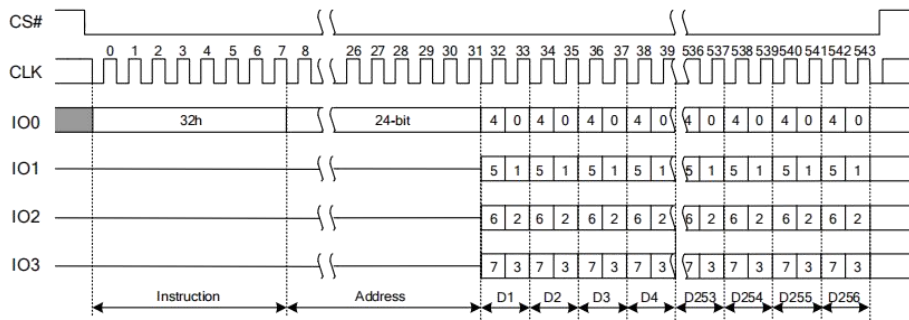 CS#
0 1 2 3 4 5 6 7 8 26 27 28 29 30 31 32 33 34 35 36 37 38 39 536 537 538 539 540 541 542 543
CLK
IO0 32h 24-bit 4 0 4 0 4 0 4 0 4 0 4 0 4 0 4 0
IO1 5 1 5 1 5 1 5 1 5 1 5 1 5 1 5 1
IO2 6 2 6 2 6 2 6 2 6 2 6 2 6 2 6 2
IO3 7 3 7 3 7 3 7 3 7 3 7 3 7 3 7 3
Instruction Address D1 D2 D3 D4 D253 D254 D255 D256